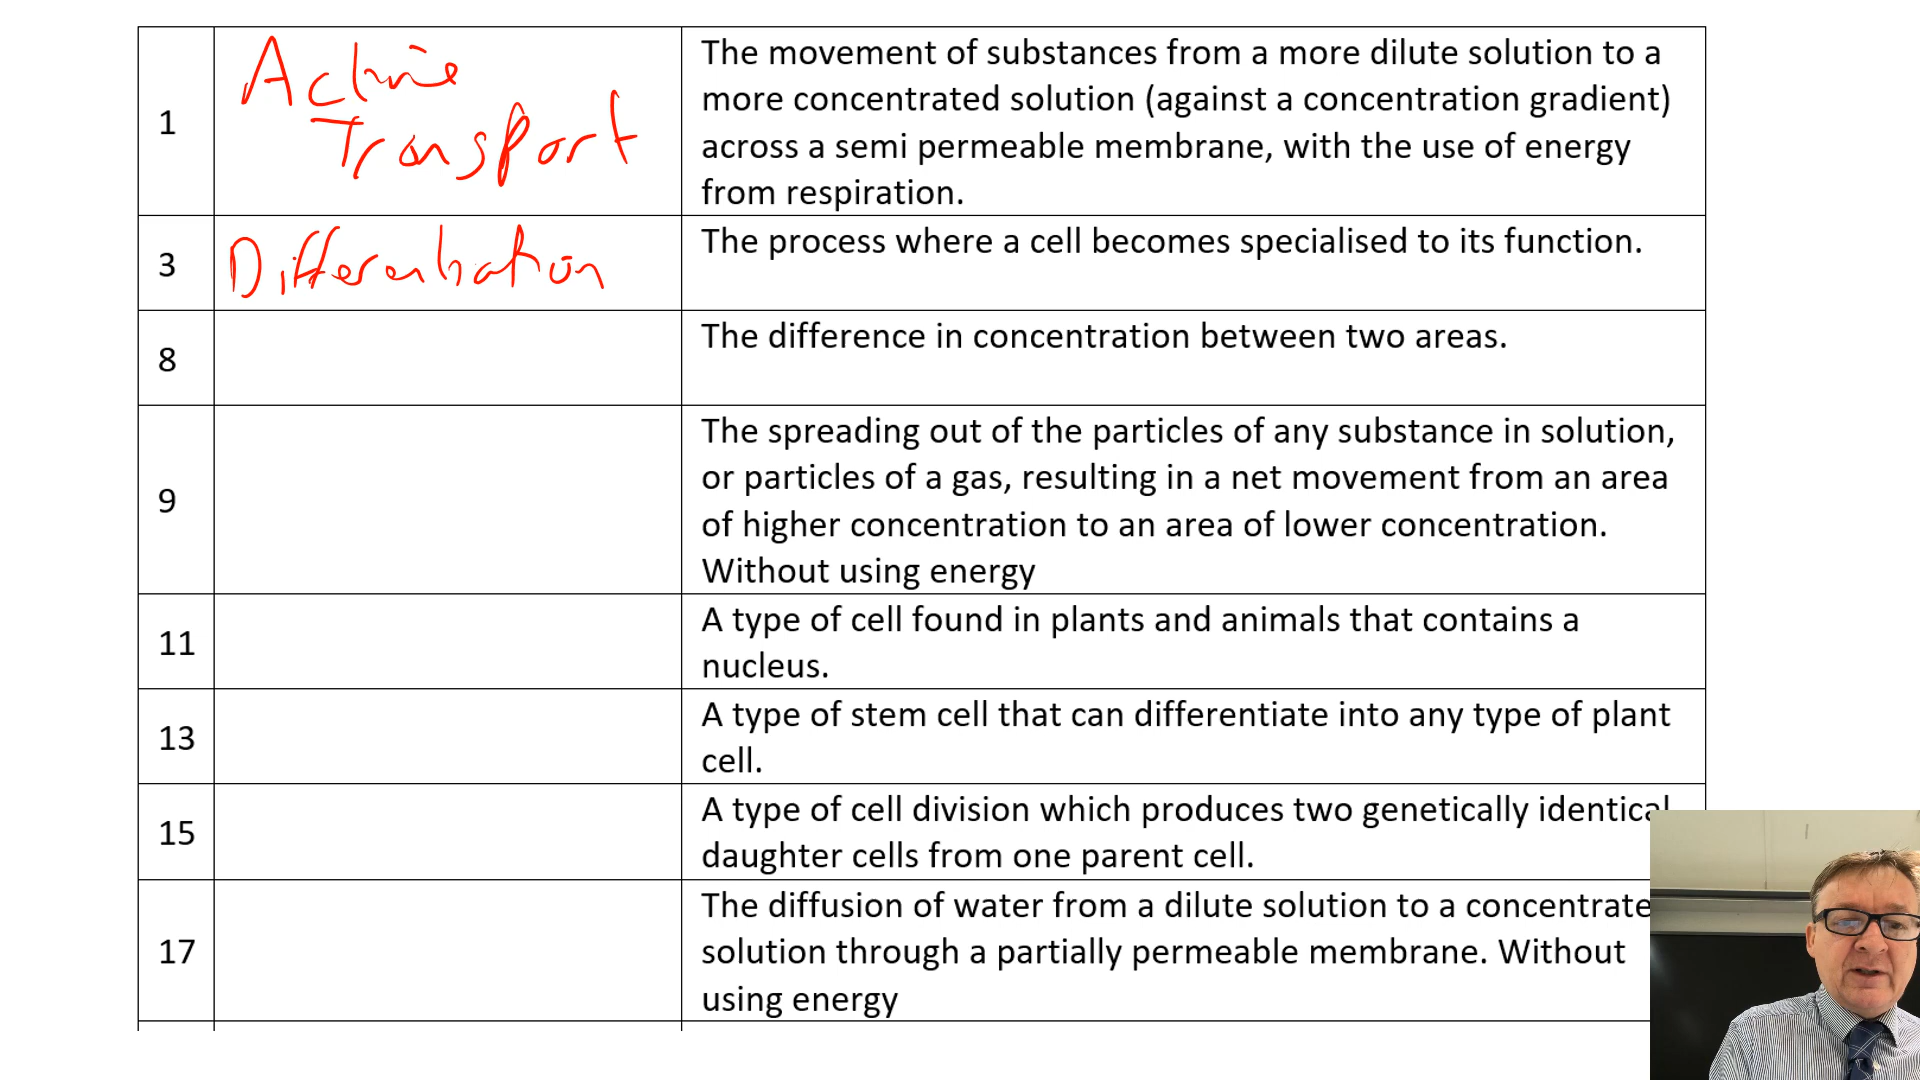 1
Active
Transport
The movement of substances from a more dilute solution to a
more concentrated solution (against a concentration gradient)
across a semi permeable membrane, with the use of energy
from respiration.
3
Differentiation
The process where a cell becomes specialised to its function.
8
The difference in concentration between two areas.
9
The spreading out of the particles of any substance in solution,
or particles of a gas, resulting in a net movement from an area
of higher concentration to an area of lower concentration.
Without using energy
11
A type of cell found in plants and animals that contains a
nucleus.
13
A type of stem cell that can differentiate into any type of plant
cell.
15
A type of cell division which produces two genetically identical
daughter cells from one parent cell.
17
The diffusion of water from a dilute solution to a concentrate
solution through a partially permeable membrane. Without
using energy